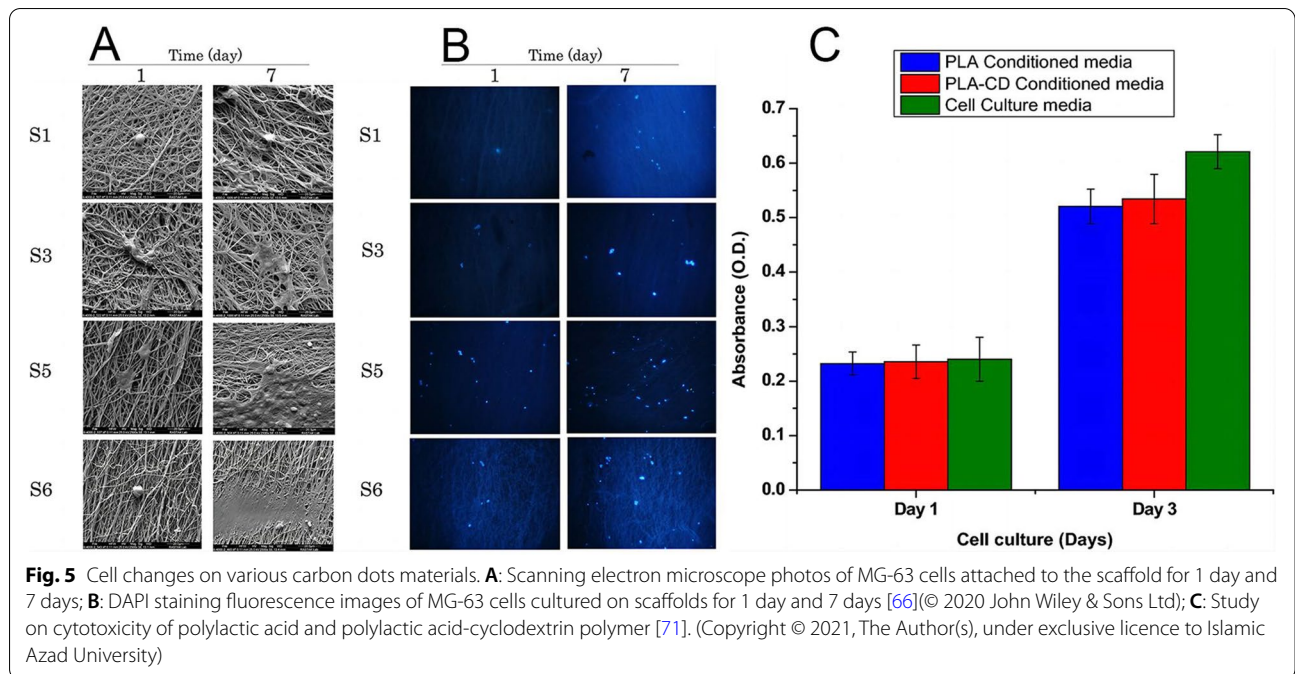 A
Time (day)
1 7
S1
S3
S5
S6
B
Time (day)
1 7
S1
S3
S5
S6
C
PLA Conditioned media
PLA-CD Conditioned media
Cell Culture media
Absorbance (O.D.)
0.7
0.6
0.5
0.4
0.3
0.2
0.1
0.0
Day 1 Day 3
Cell culture (Days)
Fig. 5 Cell changes on various carbon dots materials. A: Scanning electron microscope photos of MG-63 cells attached to the scaffold for 1 day and
7 days; B: DAPI staining fluorescence images of MG-63 cells cultured on scaffolds for 1 day and 7 days [66](© 2020 John Wiley & Sons Ltd); C: Study
on cytotoxicity of polylactic acid and polylactic acid-cyclodextrin polymer [71]. (Copyright © 2021, The Author(s), under exclusive licence to Islamic
Azad University)